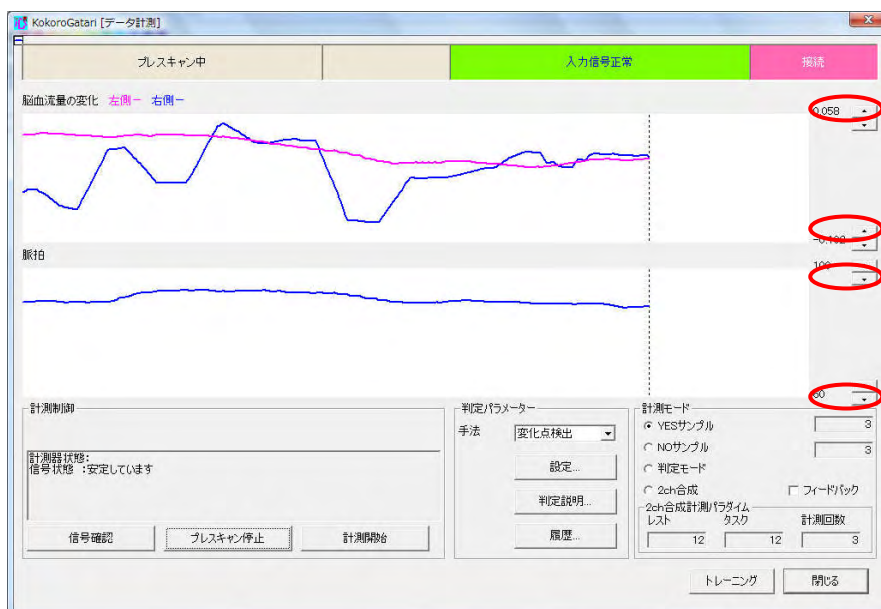 KokoroGatari [データ計測]
プレスキャン中
入力信号正常
接続
脳血流量の変化 左側ー 右側ー
0.058
-0.102
脈拍
100
60
計測制御
計測器状態:
信号状態 :安定しています
信号確認
プレスキャン停止
計測開始
判定パラメーター
手法
変化点検出
設定...
判定説明...
履歴...
計測モード
YESサンプル 3
NOサンプル 3
判定モード
2ch合成
フィードバック
2ch合成計測パラダイム
レスト タスク 計測回数
12 12 3
トレーニング
閉じる